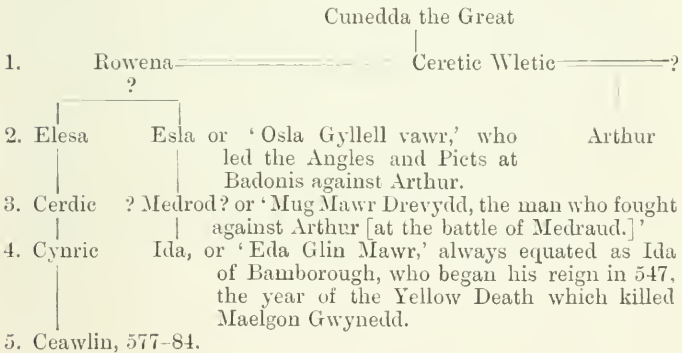 Cunedda the Great
1. Rowena Ceretic Wletic ?
?
2. Elesa Esla or ‘Osla Gyllell vawr,’ who Arthur
led the Angles and Picts at
Badonis against Arthur.
3. Cerdic ? Medrod? or ‘Mug Mawr Drevydd, the man who fought
against Arthur [at the battle of Medraud.]’
4. Cynric Ida, or ‘Eda Glin Mawr,’ always equated as Ida
of Bamborough, who began his reign in 547,
the year of the Yellow Death which killed
Maelgon Gwynedd.
5. Ceawlin, 577-84.